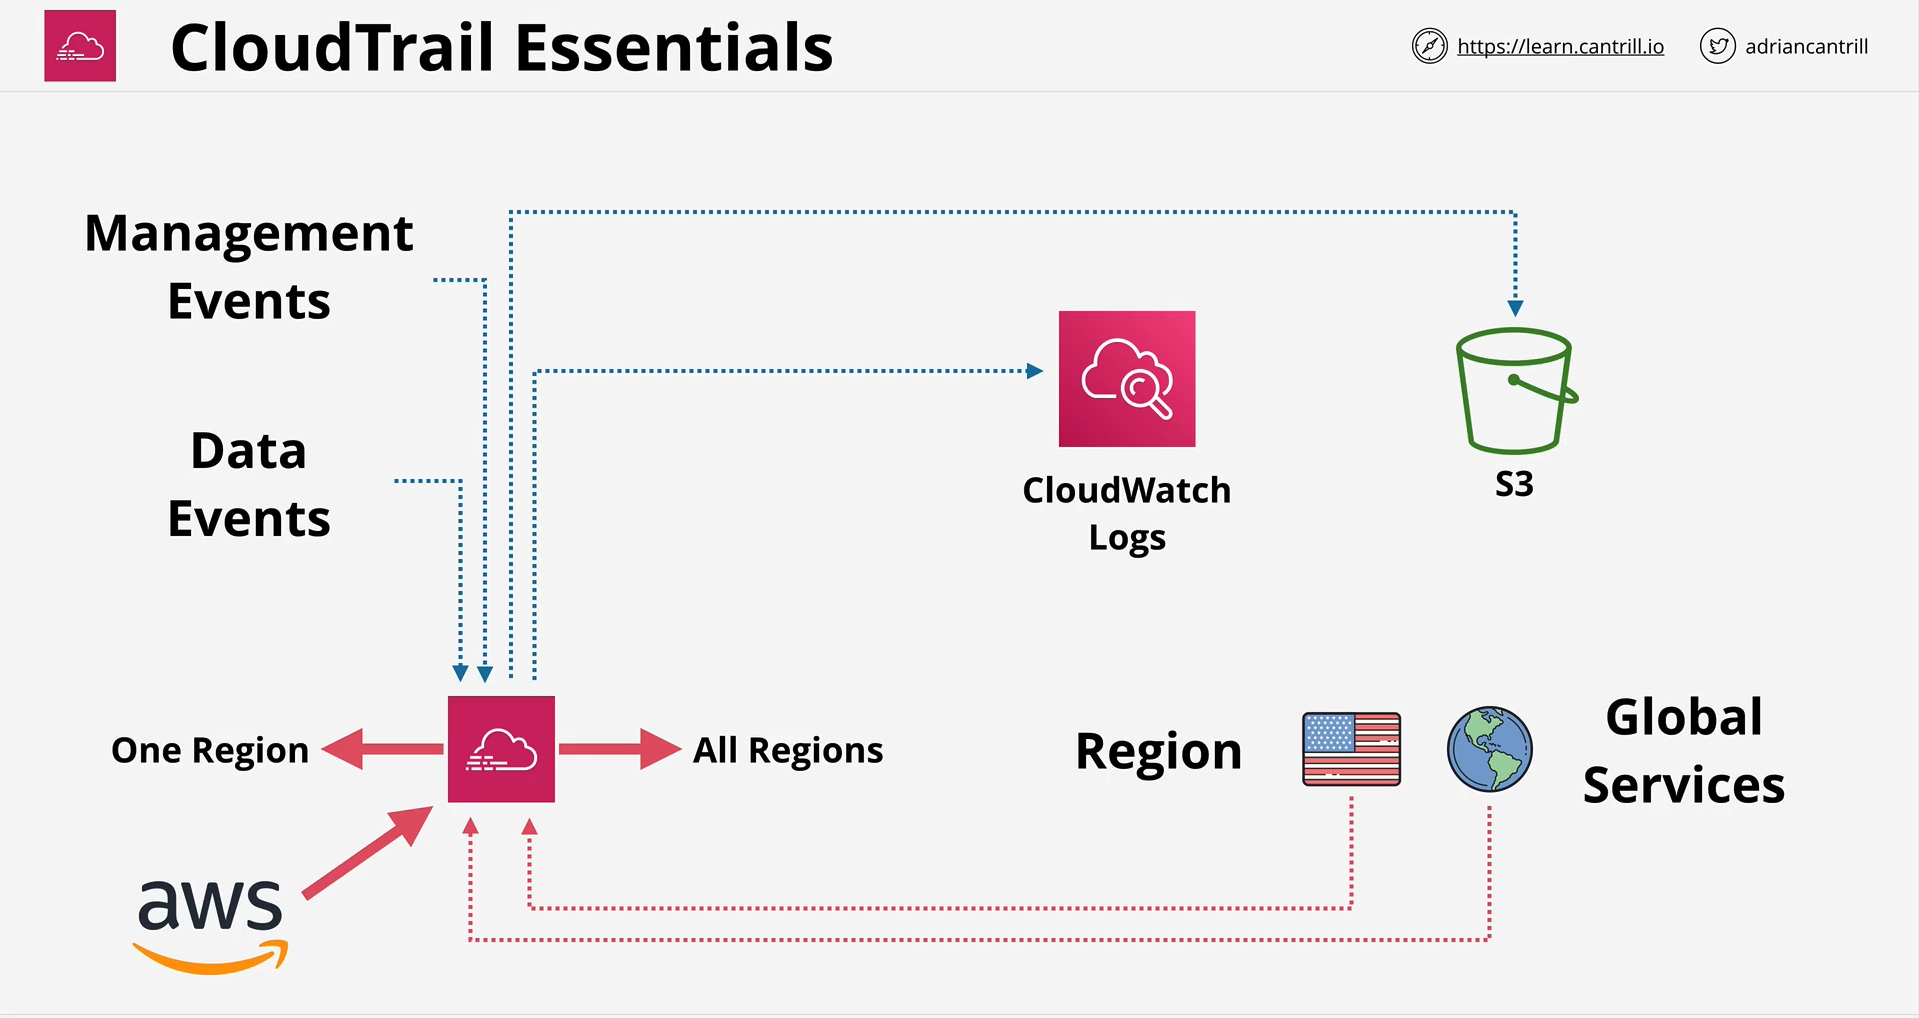 CloudTrail Essentials
https://learn.cantrill.io
adriancantrill
Management
Events
Data
Events
CloudWatch
Logs
S3
One Region
All Regions
Region
Global
Services
aws